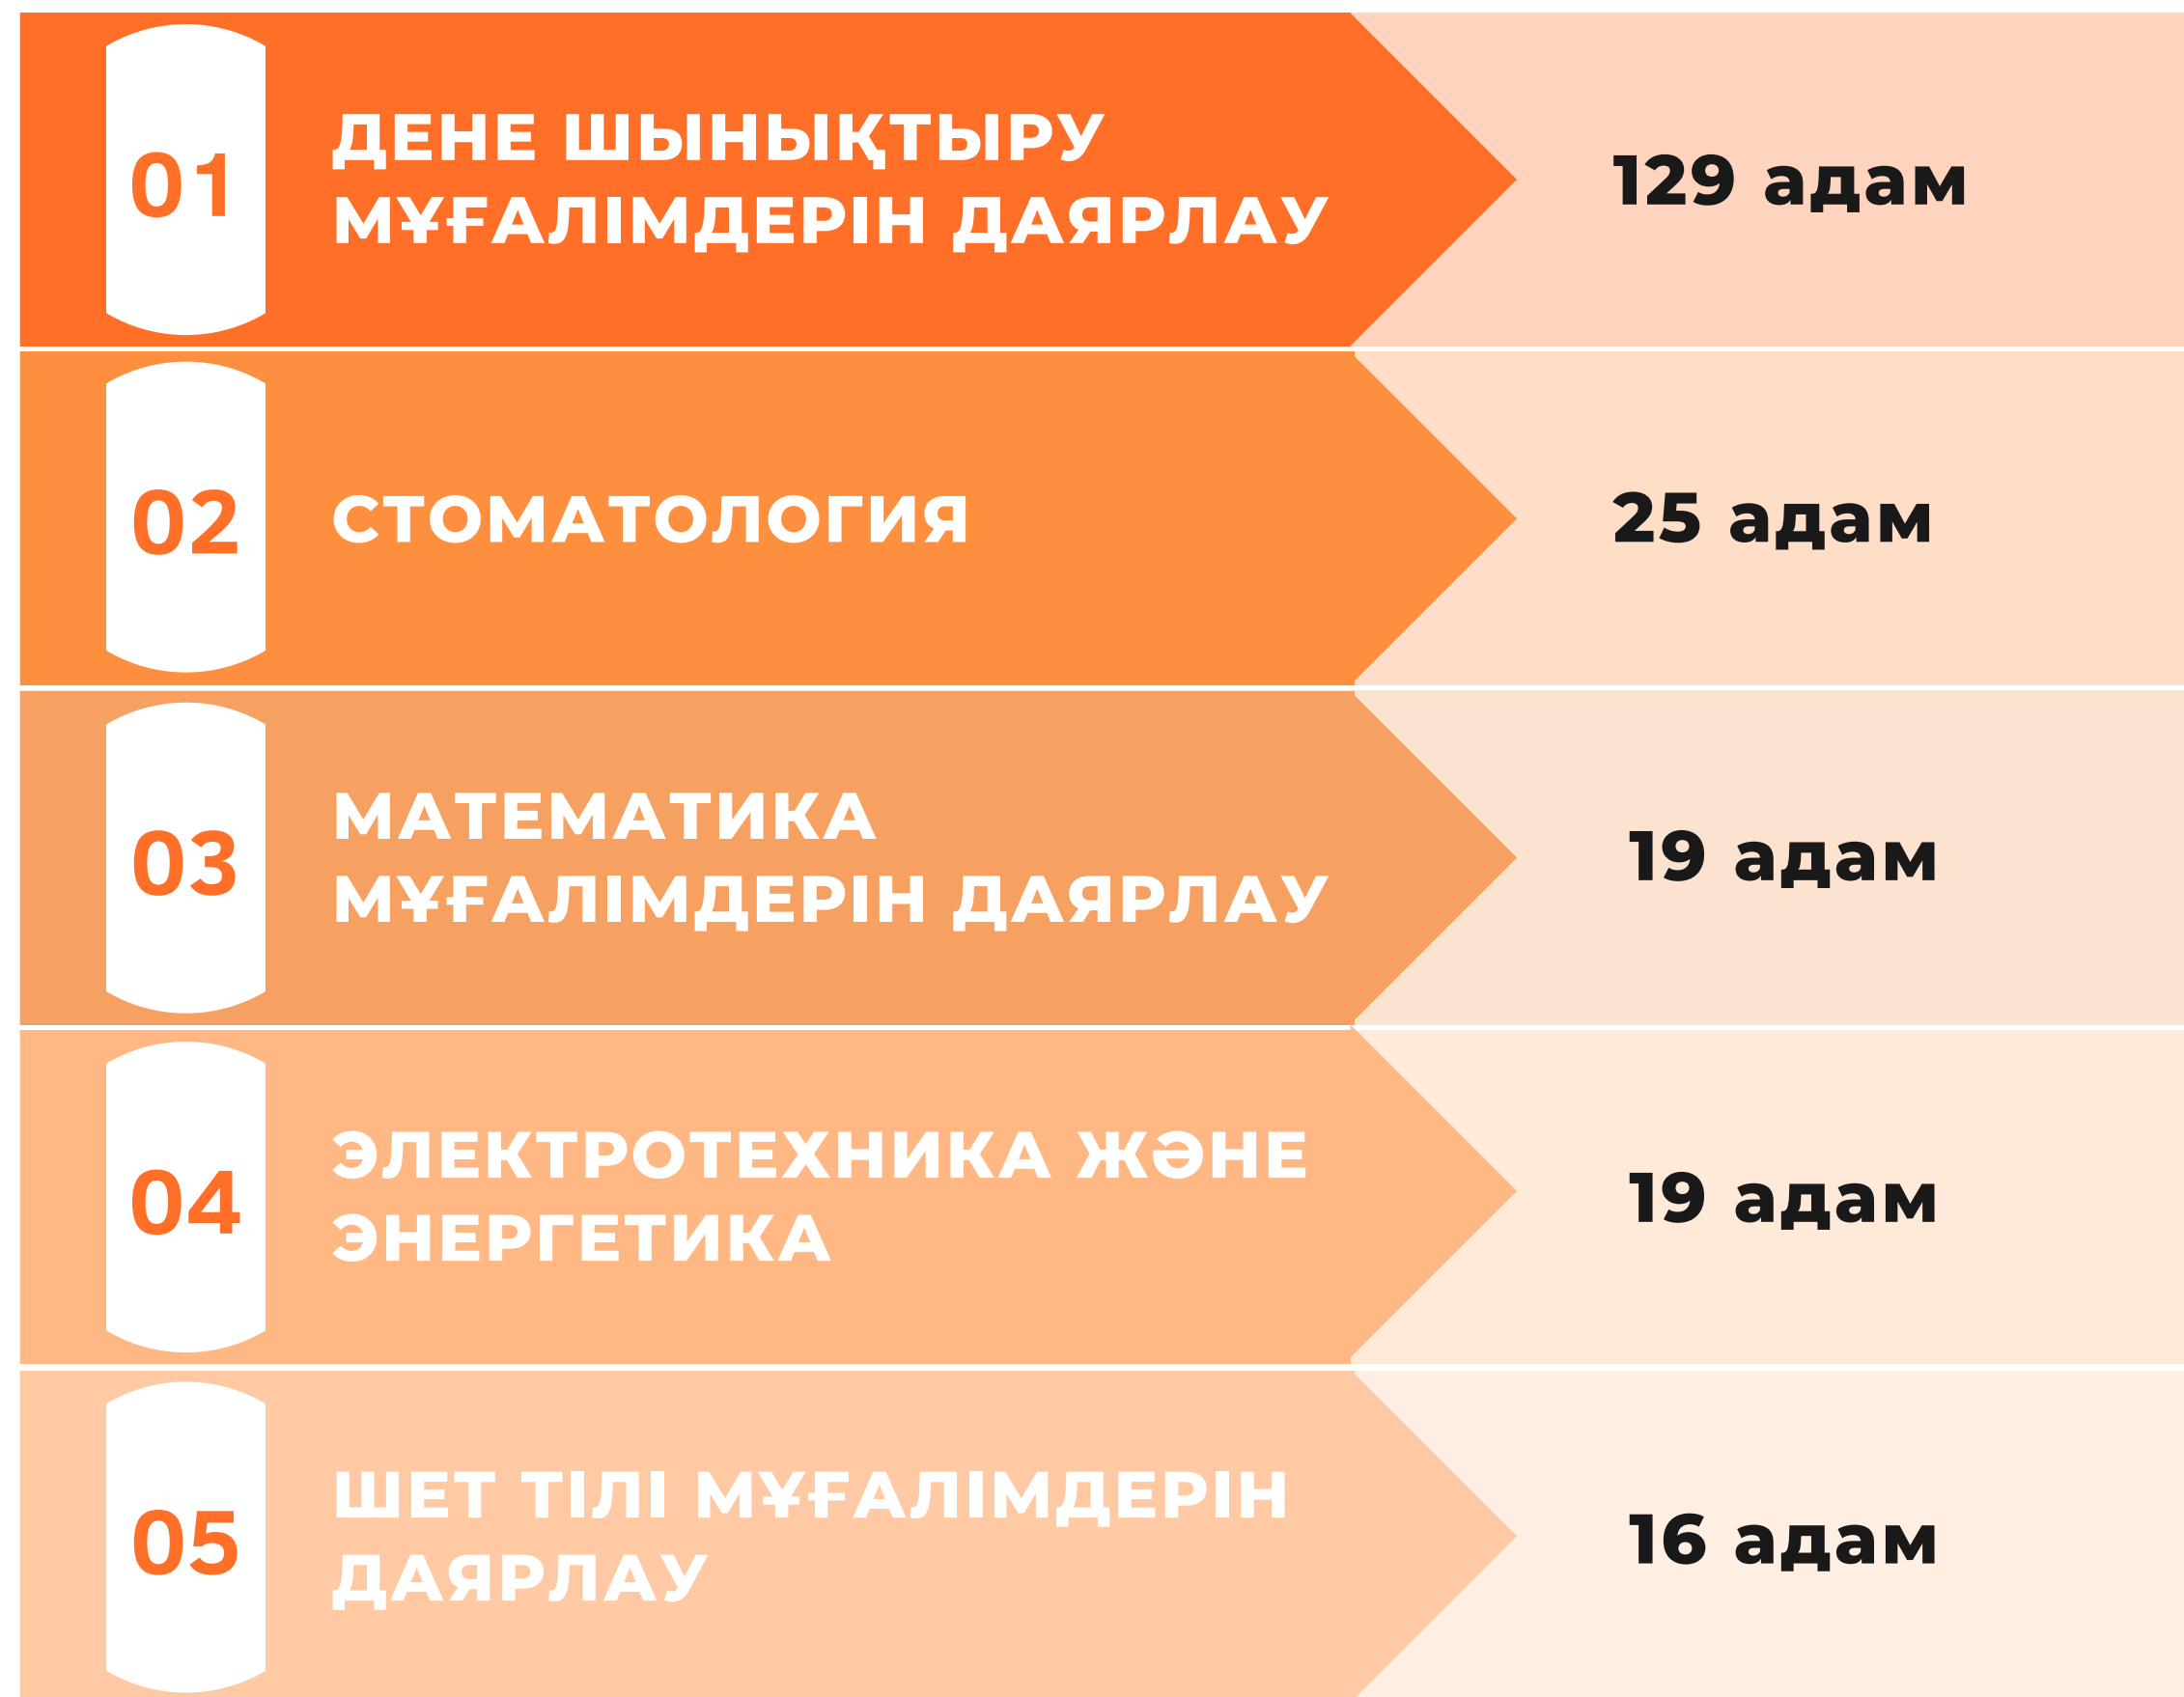 01
ДЕНЕ ШЫНЫҚТЫРУ
МҰҒАЛІМДЕРІН ДАЯРЛАУ
129 адам
02
СТОМАТОЛОГИЯ
25 адам
03
МАТЕМАТИКА
МҰҒАЛІМДЕРІН ДАЯРЛАУ
19 адам
04
ЭЛЕКТРОТЕХНИКА ЖӘНЕ
ЭНЕРГЕТИКА
19 адам
05
ШЕТ ТІЛІ МҰҒАЛІМДЕРІН
ДАЯРЛАУ
16 адам